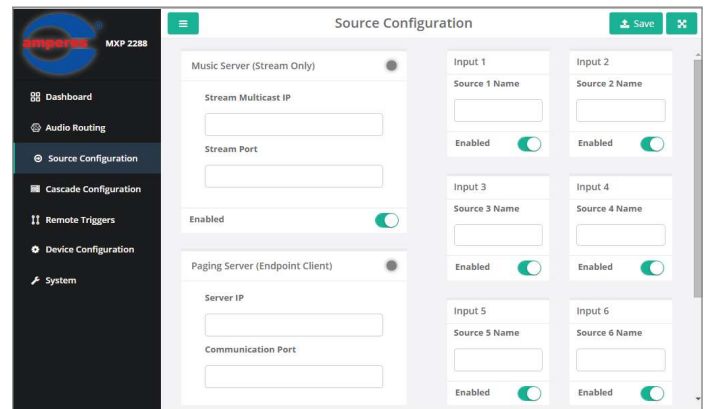 amperes
MXP 2288
Source Configuration
Save
Dashboard
Audio Routing
Source Configuration
Cascade Configuration
Remote Triggers
Device Configuration
System
Music Server (Stream Only)
Stream Multicast IP
Stream Port
Enabled
Paging Server (Endpoint Client)
Server IP
Communication Port
Input 1
Source 1 Name
Enabled
Input 2
Source 2 Name
Enabled
Input 3
Source 3 Name
Enabled
Input 4
Source 4 Name
Enabled
Input 5
Source 5 Name
Enabled
Input 6
Source 6 Name
Enabled